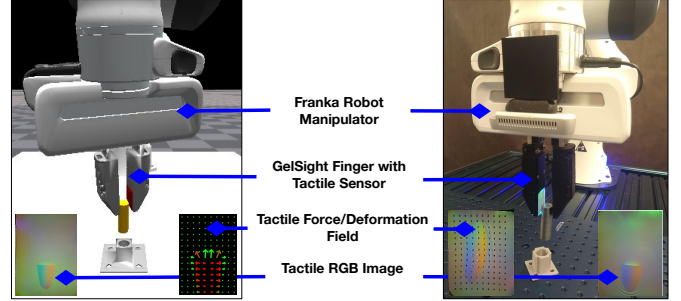 Franka Robot
Manipulator
GelSight Finger with
Tactile Sensor
Tactile Force/Deformation
Field
Tactile RGB Image